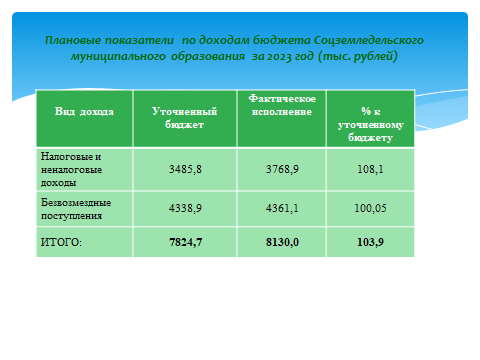 Плановые показатели по доходам бюджета Соцземледельского
муниципального образования за 2023 год (тыс. рублей)
Вид дохода
Уточненный
бюджет
Фактическое
исполнение
% к
уточненному
бюджету
Налоговые и
неналоговые
доходы
3485,8
3768,9
108,1
Безвозмездные
поступления
4338,9
4361,1
100,05
ИТОГО:
7824,7
8130,0
103,9